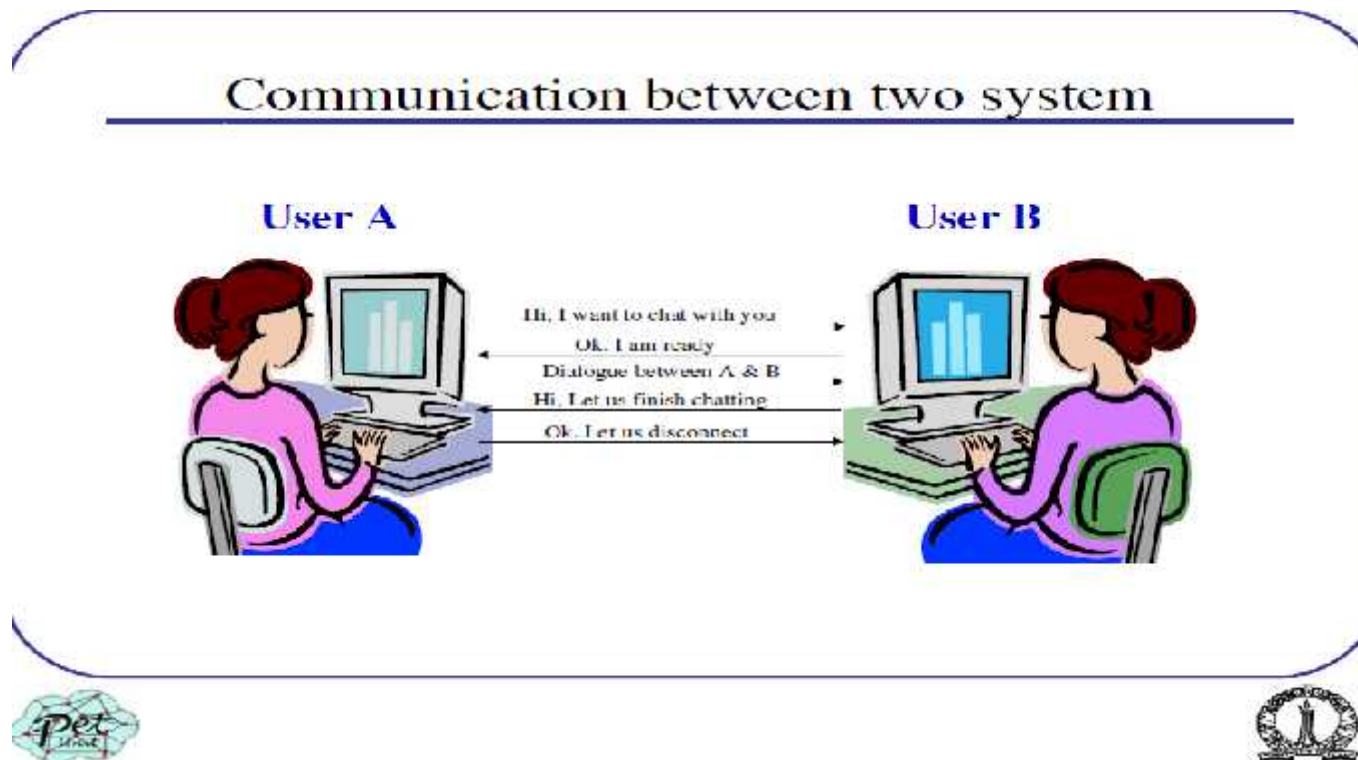 Communication between two system
User A
User B
Hi, I want to chat with you
Ok. I am ready
Dialogue between A & B
Hi, Let us finish chatting
Ok. Let us disconnect
Pet